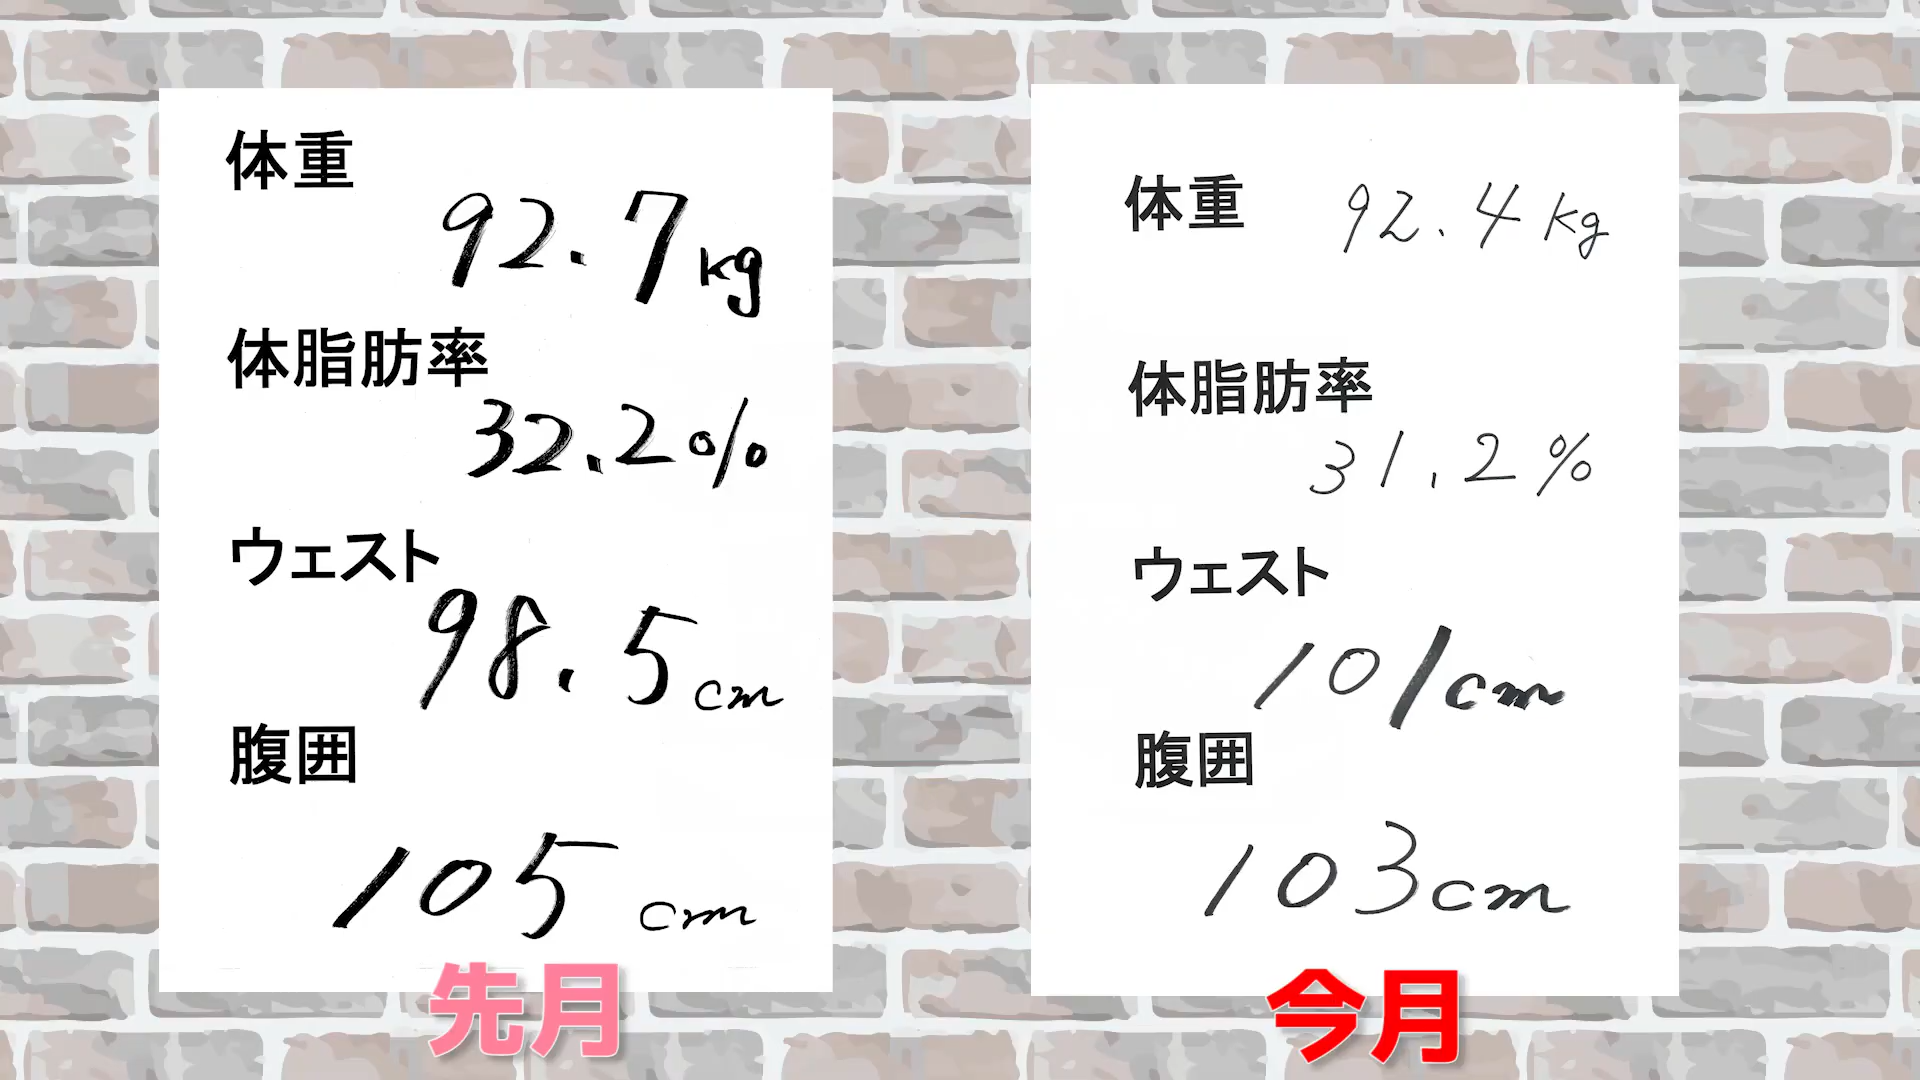 体重
92.7kg
体脂肪率
32.2%
ウェスト
98.5cm
腹囲
105cm
先月
体重
92.4kg
体脂肪率
31.2%
ウェスト
101cm
腹囲
103cm
今月